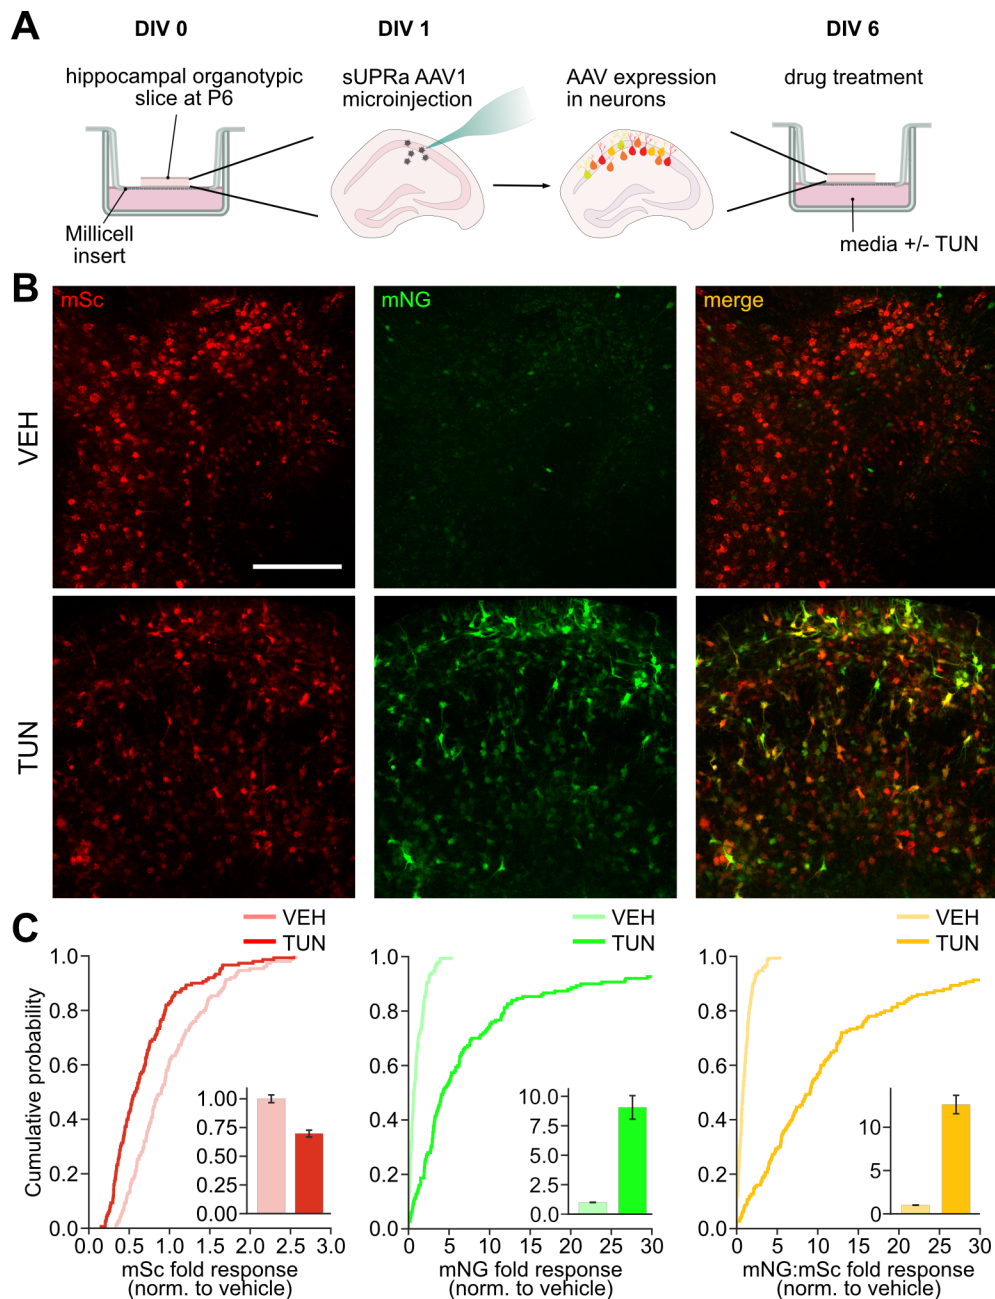 A
DIV 0
DIV 1
DIV 6
hippocampal organotypic
slice at P6
sUPRa AAV1
microinjection
AAV expression
in neurons
drug treatment
Millicell
insert
media +/- TUN
B
mSc
mNG
merge
VEH
TUN
C
VEH
TUN
VEH
TUN
VEH
TUN
Cumulative probability
1.0
0.8
0.6
0.4
0.2
0.0
1.00
0.75
0.50
0.25
0.00
0.0
0.5
1.0
1.5
2.0
2.5
3.0
mSc fold response
(norm. to vehicle)
1.0
0.8
0.6
0.4
0.2
0.0
10.0
7.5
5.0
2.5
0.0
0
5
10
15
20
25
30
mNG fold response
(norm. to vehicle)
1.0
0.8
0.6
0.4
0.2
0.0
10
5
0
0
5
10
15
20
25
30
mNG:mSc fold response
(norm. to vehicle)